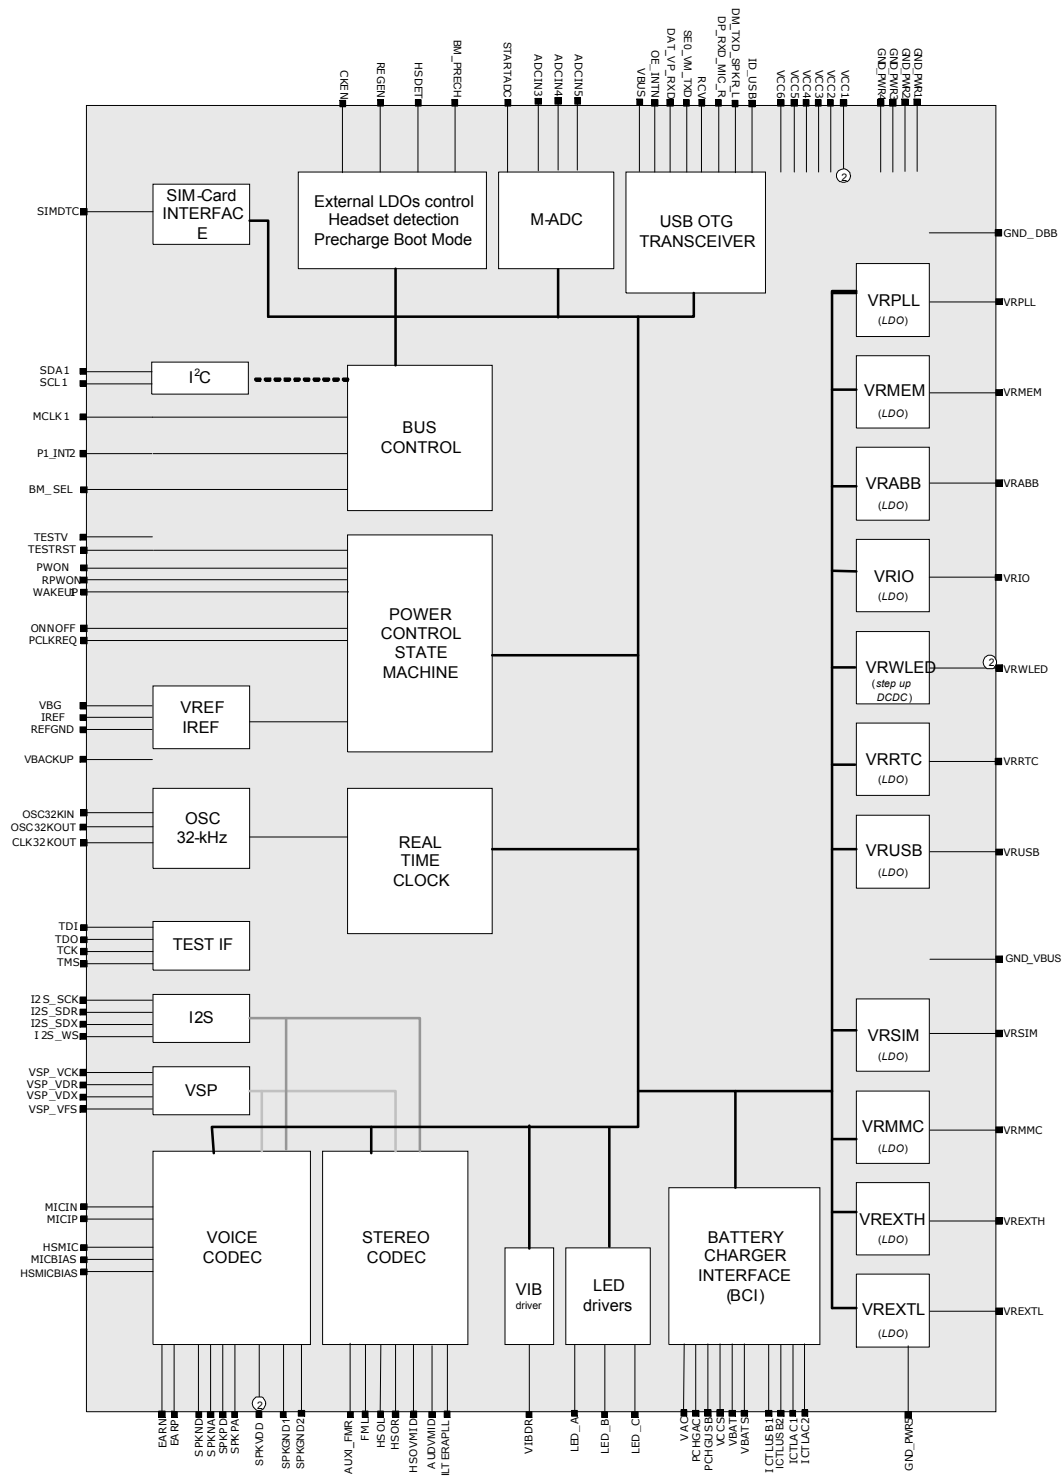 CKEN
REGEN
HSDET
BM_PRECH
STARTADC
ADCIN3
ADCIN4
ADCIN5
VBUS
OE_INTN
DAT_VP_RXD
SE0_VM_TXD
RCV
DP_RXD_MIC_R
DM_TXD_SPKR_L
ID_USB
VCC6
VCC5
VCC4
VCC3
VCC2
VCC1
GND_PWR4
GND_PWR3
GND_PWR2
GND_PWR1
2
SIMDTC
SIM-Card
INTERFAC
E
External LDOs control
Headset detection
Precharge Boot Mode
M-ADC
USB OTG
TRANSCEIVER
GND_DBB
VRPLL
(LDO)
VRPLL
SDA1
SCL1
I2C
MCLK1
P1_INT2
BM_SEL
BUS
CONTROL
VRMEM
(LDO)
VRMEM
VRABB
(LDO)
VRABB
TESTV
TESTRST
PWON
RPWON
WAKEUP
ONNOFF
PCLKREQ
POWER
CONTROL
STATE
MACHINE
VRIO
(LDO)
VRIO
VRWLED
(step up
DCDC)
2
VRWLED
VBG
IREF
REFGND
VREF
IREF
VBACKUP
VRRTC
(LDO)
VRRTC
OSC32KIN
OSC32KOUT
CLK32KOUT
OSC
32-kHz
REAL
TIME
CLOCK
VRUSB
(LDO)
VRUSB
TDI
TDO
TCK
TMS
TEST IF
GND_VBUS
I2S_SCK
I2S_SDR
I2S_SDX
I2S_WS
I2S
VRSIM
(LDO)
VRSIM
VSP_VCK
VSP_VDR
VSP_VDX
VSP_VFS
VSP
VRMMC
(LDO)
VRMMC
MICIN
MICIP
HSMIC
MICBIAS
HSMICBIAS
VOICE
CODEC
STEREO
CODEC
VIB
driver
LED
drivers
BATTERY
CHARGER
INTERFACE
(BCI)
VREXTH
(LDO)
VREXTH
VREXTL
(LDO)
VREXTL
2
EARN
EARP
SPKND
SPKNA
SPKPD
SPKPA
SPKVDD
SPKGND1
SPKGND2
AUXI_FMR
FML
HSOL
HSOR
HSOVMID
AUDVMID
ILTERAPLL
VIBDR
LED_A
LED_B
LED_C
VAC
PCHGAC
PCHGUSB
VCCS
VBAT
VBATS
ICTLUSB1
ICTLUSB2
ICTLAC1
ICTLAC2
GND_PWR5